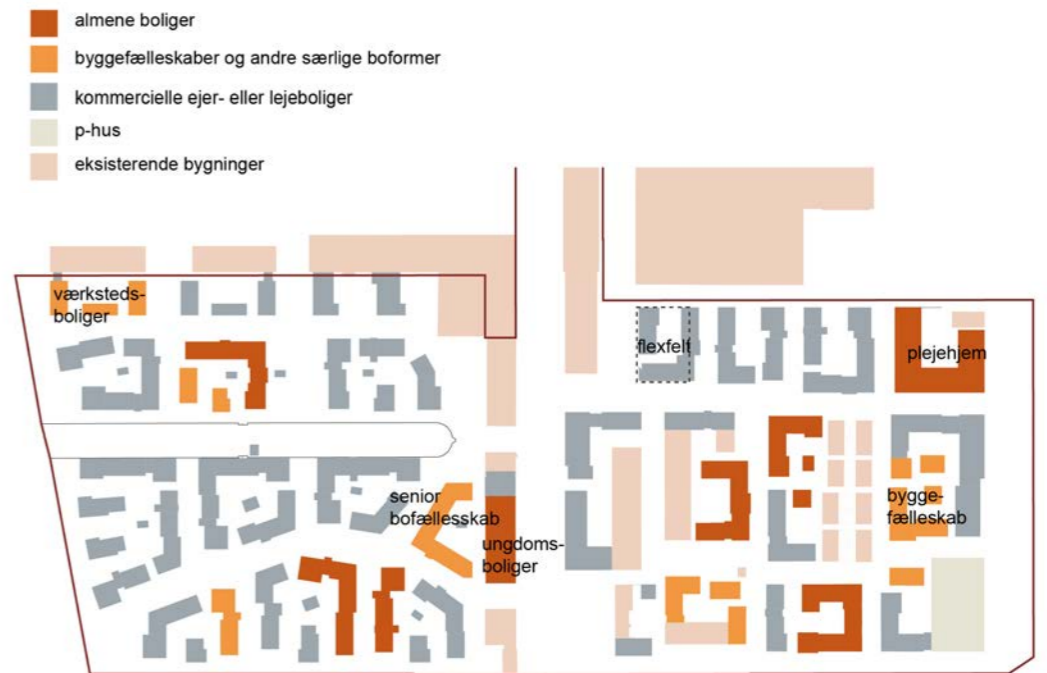 almene boliger
byggefælleskaber og andre særlige boformer
kommercielle ejer- eller lejeboliger
p-hus
eksisterende bygninger
værksteds-
boliger
flexfelt
plejehjem
senior
bofællesskab
ungdoms-
boliger
bygge-
fælleskab